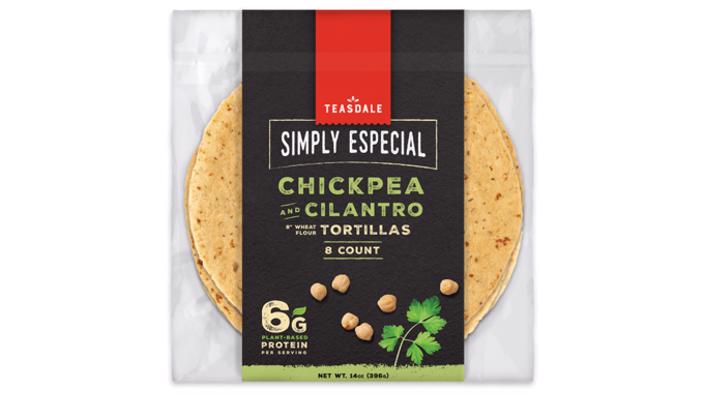 TEASDALE
SIMPLY ESPECIAL
CHICKPEA
AND CILANTRO
8" WHEAT
FLOUR TORTILLAS
8 COUNT
6G
PLANT-BASED
PROTEIN
PER SERVING
NET WT. 14OZ (396G)